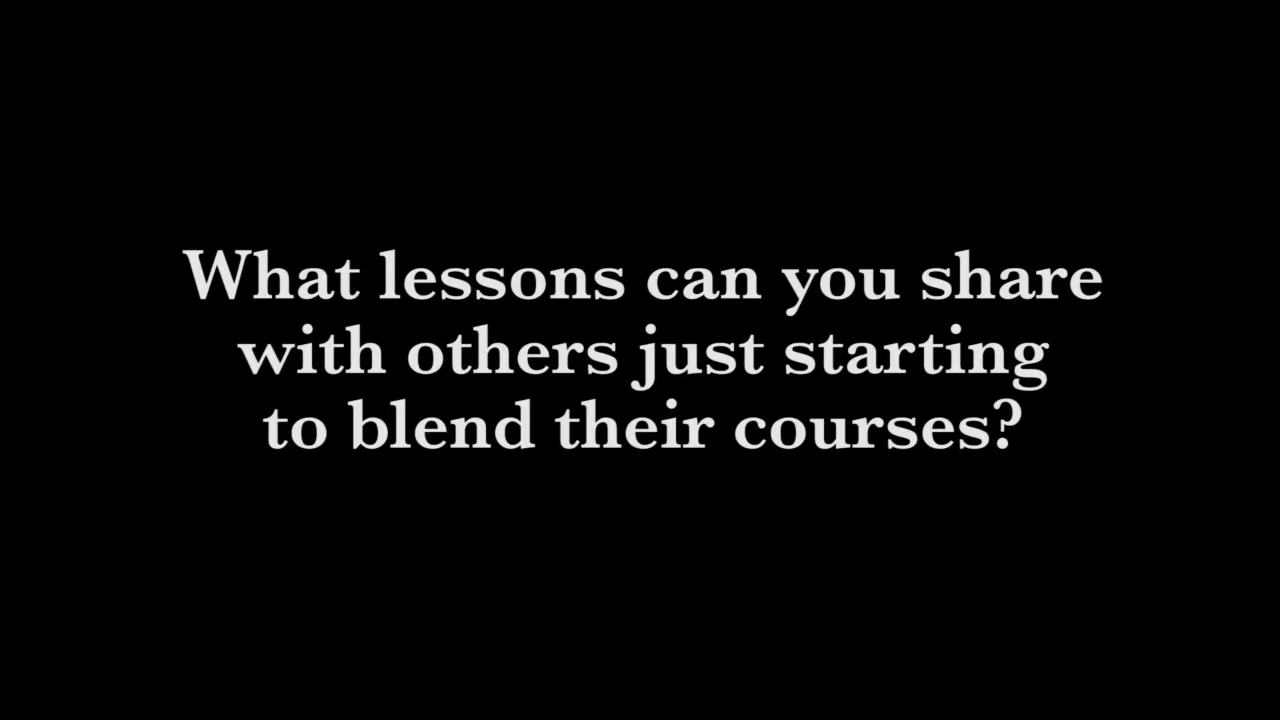 What lessons can you share
with others just starting
to blend their courses?